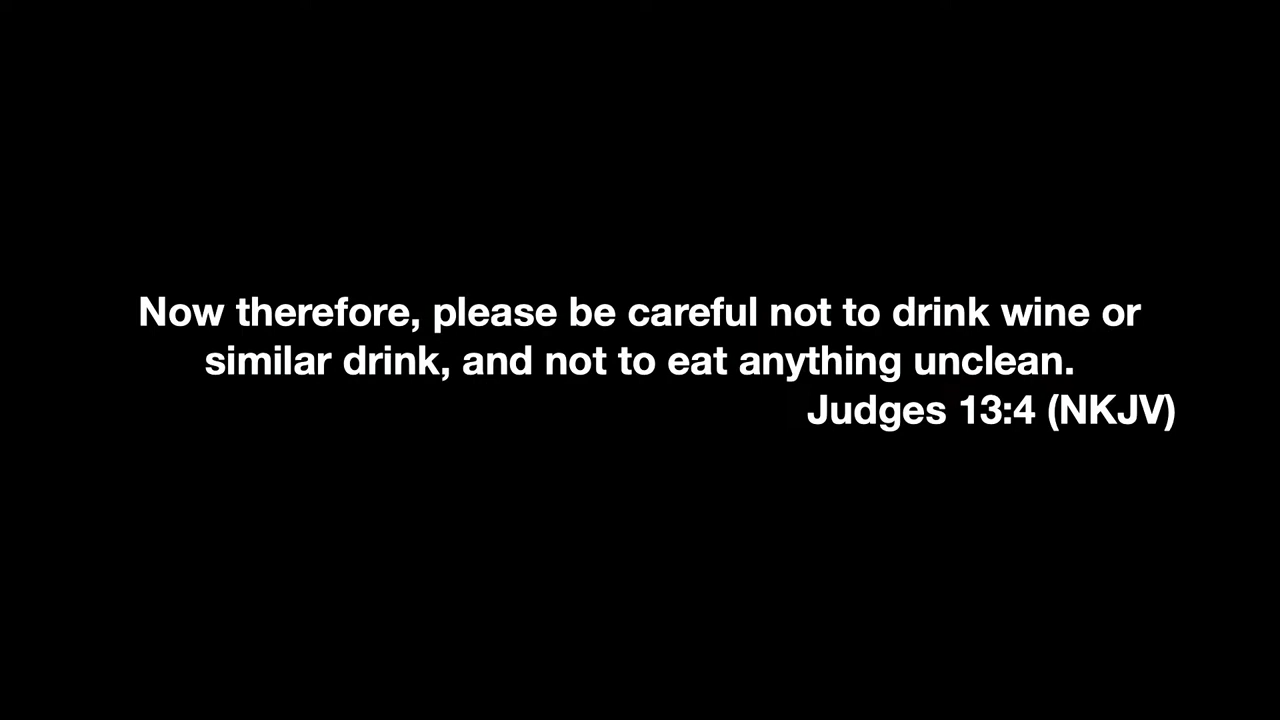 Now therefore, please be careful not to drink wine or
similar drink, and not to eat anything unclean.
Judges 13:4 (NKJV)